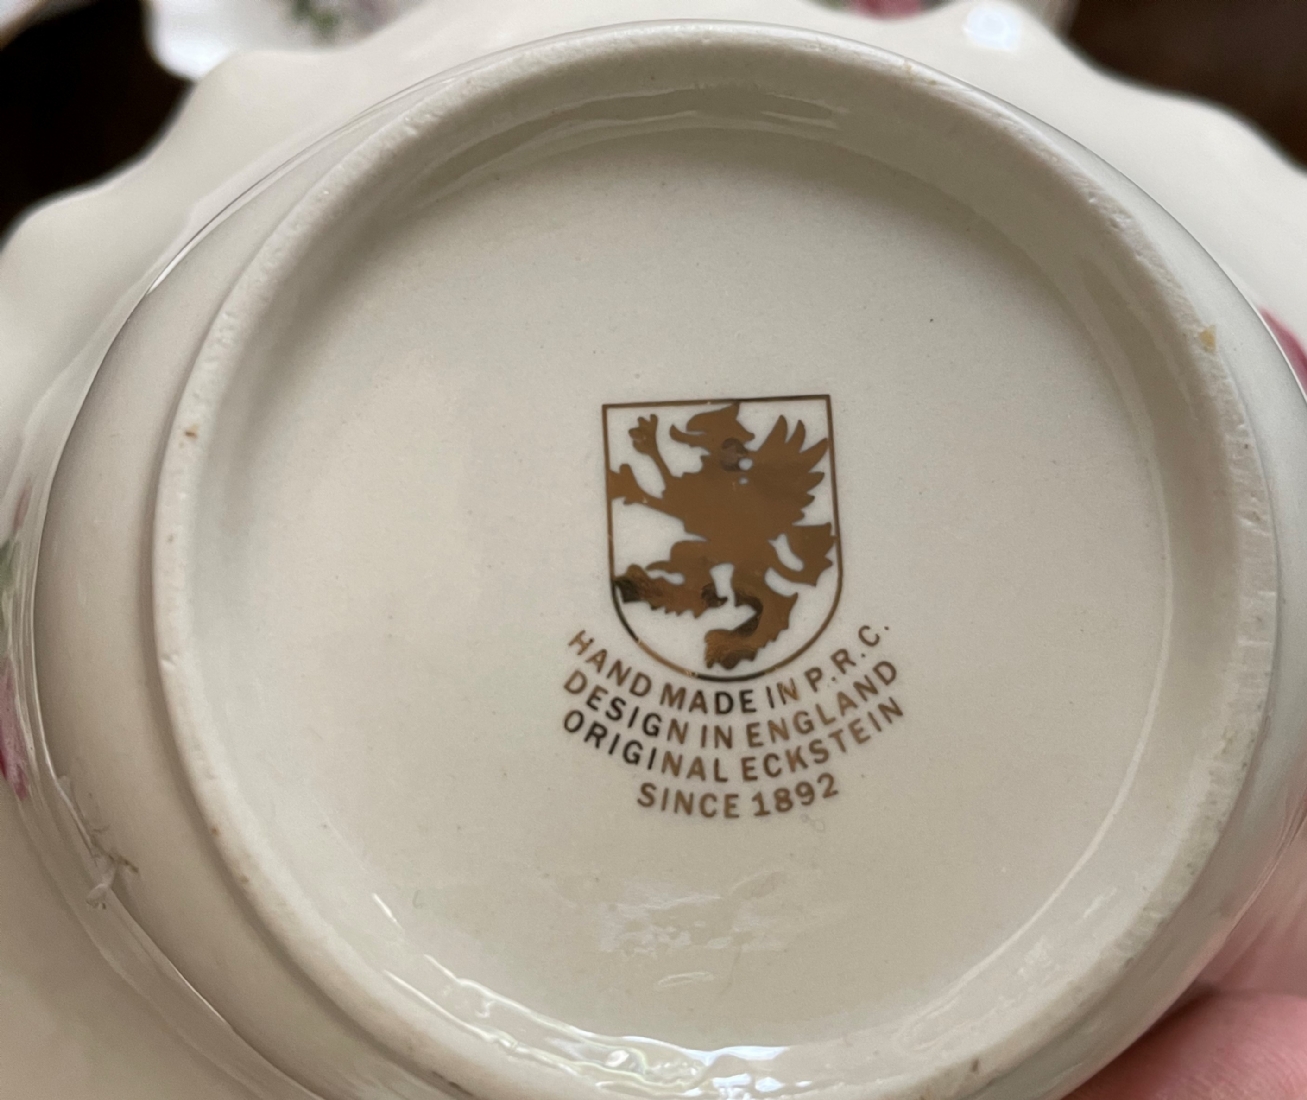 HAND MADE IN P.R.C.
DESIGN IN ENGLAND
ORIGINAL ECKSTEIN
SINCE 1892